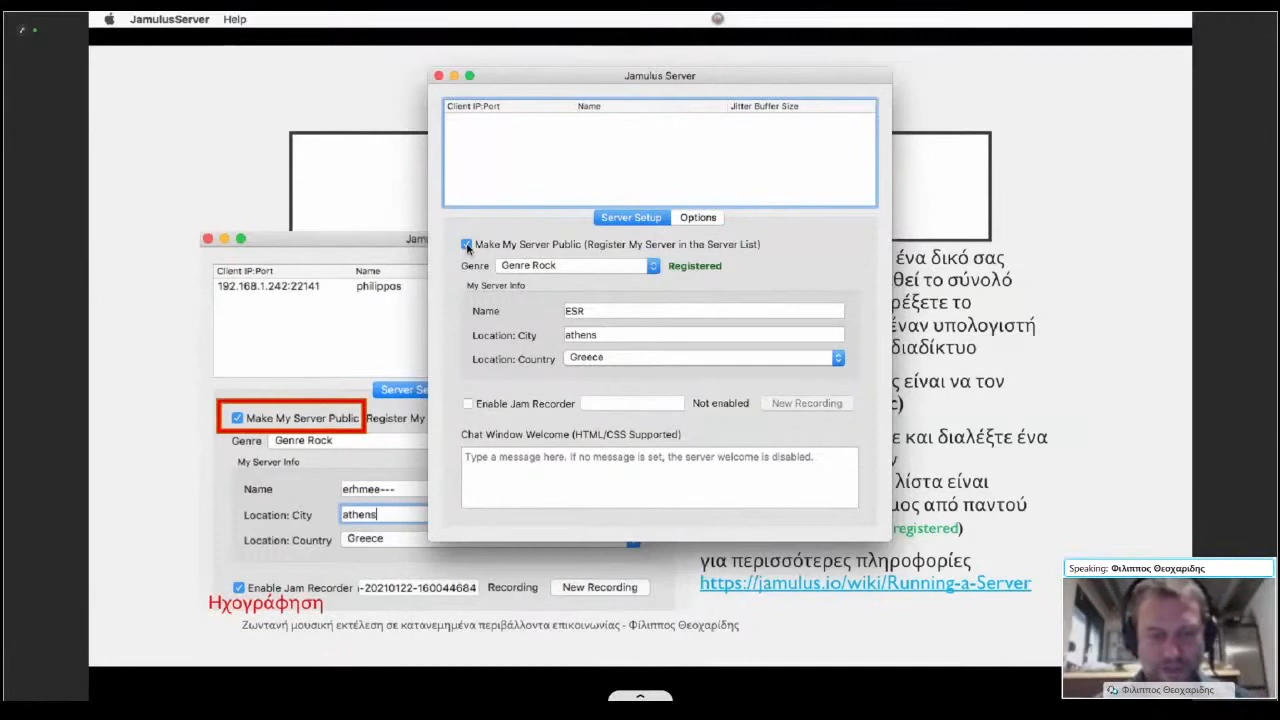 JamulusServer Help
Jamulus Server
Client IP:Port Name Jitter Buffer Size
Server Setup Options
Make My Server Public (Register My Server in the Server List)
Genre Genre Rock Registered
My Server Info
Name ESR
Location: City athens
Location: Country Greece
Enable Jam Recorder Not enabled New Recording
Chat Window Welcome (HTML/CSS Supported)
Type a message here. If no message is set, the server welcome is disabled.
Client IP:Port Name
192.168.1.242:22141 philippos
Make My Server Public Register My
Genre Genre Rock
My Server Info
Name erhmee---
Location: City athens
Location: Country Greece
Enable Jam Recorder -20210122-160044684 Recording New Recording
Ηχογράφηση
ένα δικό σας
θεί το σύνολό
ρέξετε το
έναν υπολογιστή
διαδίκτυο
ς είναι να τον
ε και διαλέξτε ένα
λίστα είναι
μος από παντού
registered)
για περισσότερες πληροφορίες
https://jamulus.io/wiki/Running-a-Server
Ζωντανή μουσική εκτέλεση σε κατανεμημένα περιβάλλοντα επικοινωνίας - Φίλιππος Θεοχαρίδης
Speaking: Φιλιππος Θεοχαριδης
Φιλιππος Θεοχαριδης